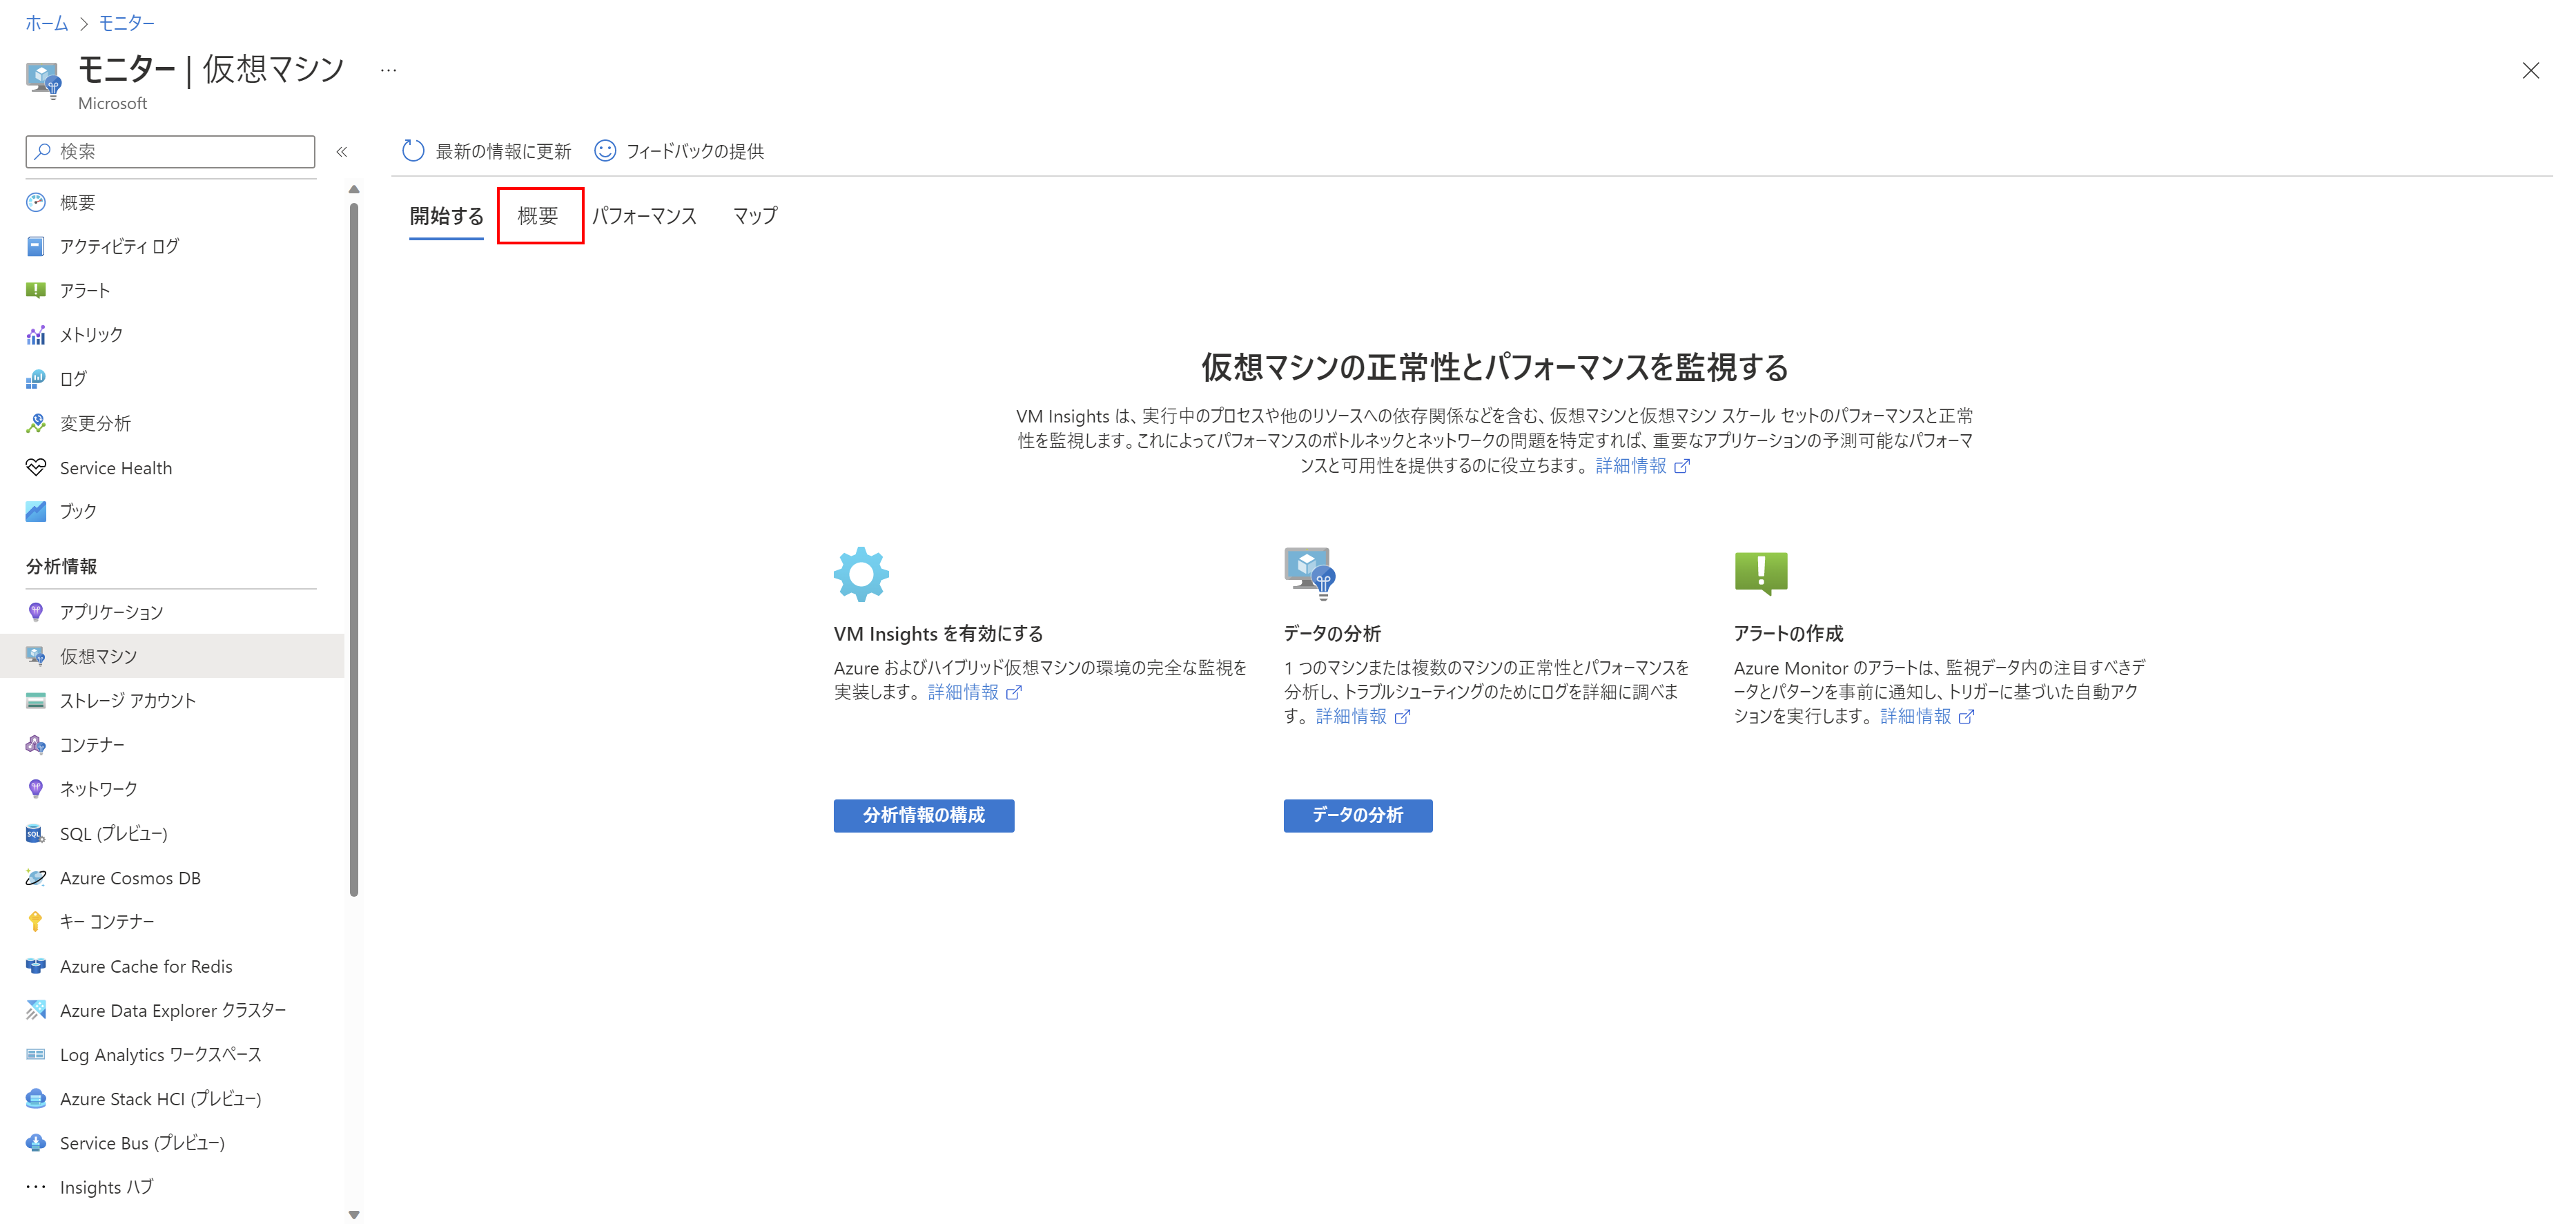 ホーム > モニター
モニター | 仮想マシン …
Microsoft
検索
«
最新の情報に更新
フィードバックの提供
概要
アクティビティ ログ
アラート
メトリック
ログ
変更分析
Service Health
ブック
分析情報
アプリケーション
仮想マシン
ストレージ アカウント
コンテナー
ネットワーク
SQL (プレビュー)
Azure Cosmos DB
キー コンテナー
Azure Cache for Redis
Azure Data Explorer クラスター
Log Analytics ワークスペース
Azure Stack HCI (プレビュー)
Service Bus (プレビュー)
Insights ハブ
開始する 概要 パフォーマンス マップ
仮想マシンの正常性とパフォーマンスを監視する
VM Insights は、実行中のプロセスや他のリソースへの依存関係などを含む、仮想マシンと仮想マシン スケール セットのパフォーマンスと正常
性を監視します。これによってパフォーマンスのボトルネックとネットワークの問題を特定すれば、重要なアプリケーションの予測可能なパフォーマ
ンスと可用性を提供するのに役立ちます。 詳細情報
VM Insights を有効にする
Azure およびハイブリッド仮想マシンの環境の完全な監視を
実装します。 詳細情報
分析情報の構成
データの分析
1 つのマシンまたは複数のマシンの正常性とパフォーマンスを
分析し、トラブルシューティングのためにログを詳細に調べま
す。 詳細情報
データの分析
アラートの作成
Azure Monitor のアラートは、監視データ内の注目すべきデ
ータとパターンを事前に通知し、トリガーに基づいた自動アク
ションを実行します。 詳細情報